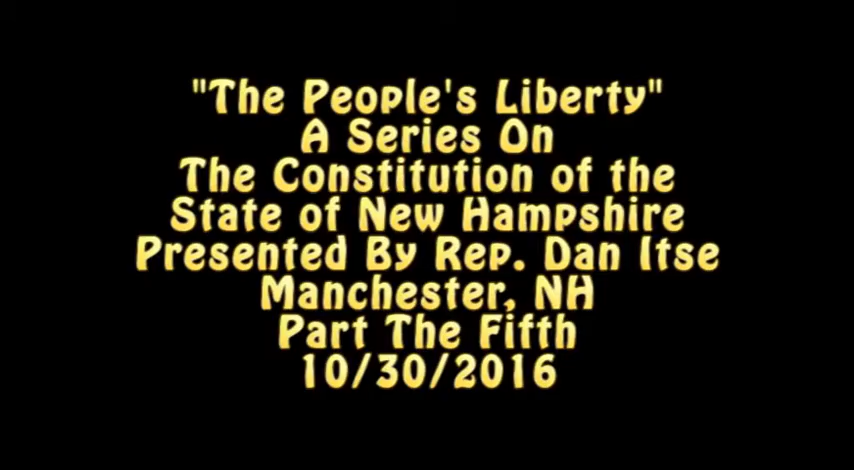 "The People's Liberty"
A Series On
The Constitution of the
State of New Hampshire
Presented By Rep. Dan Itse
Manchester, NH
Part The Fifth
10/30/2016